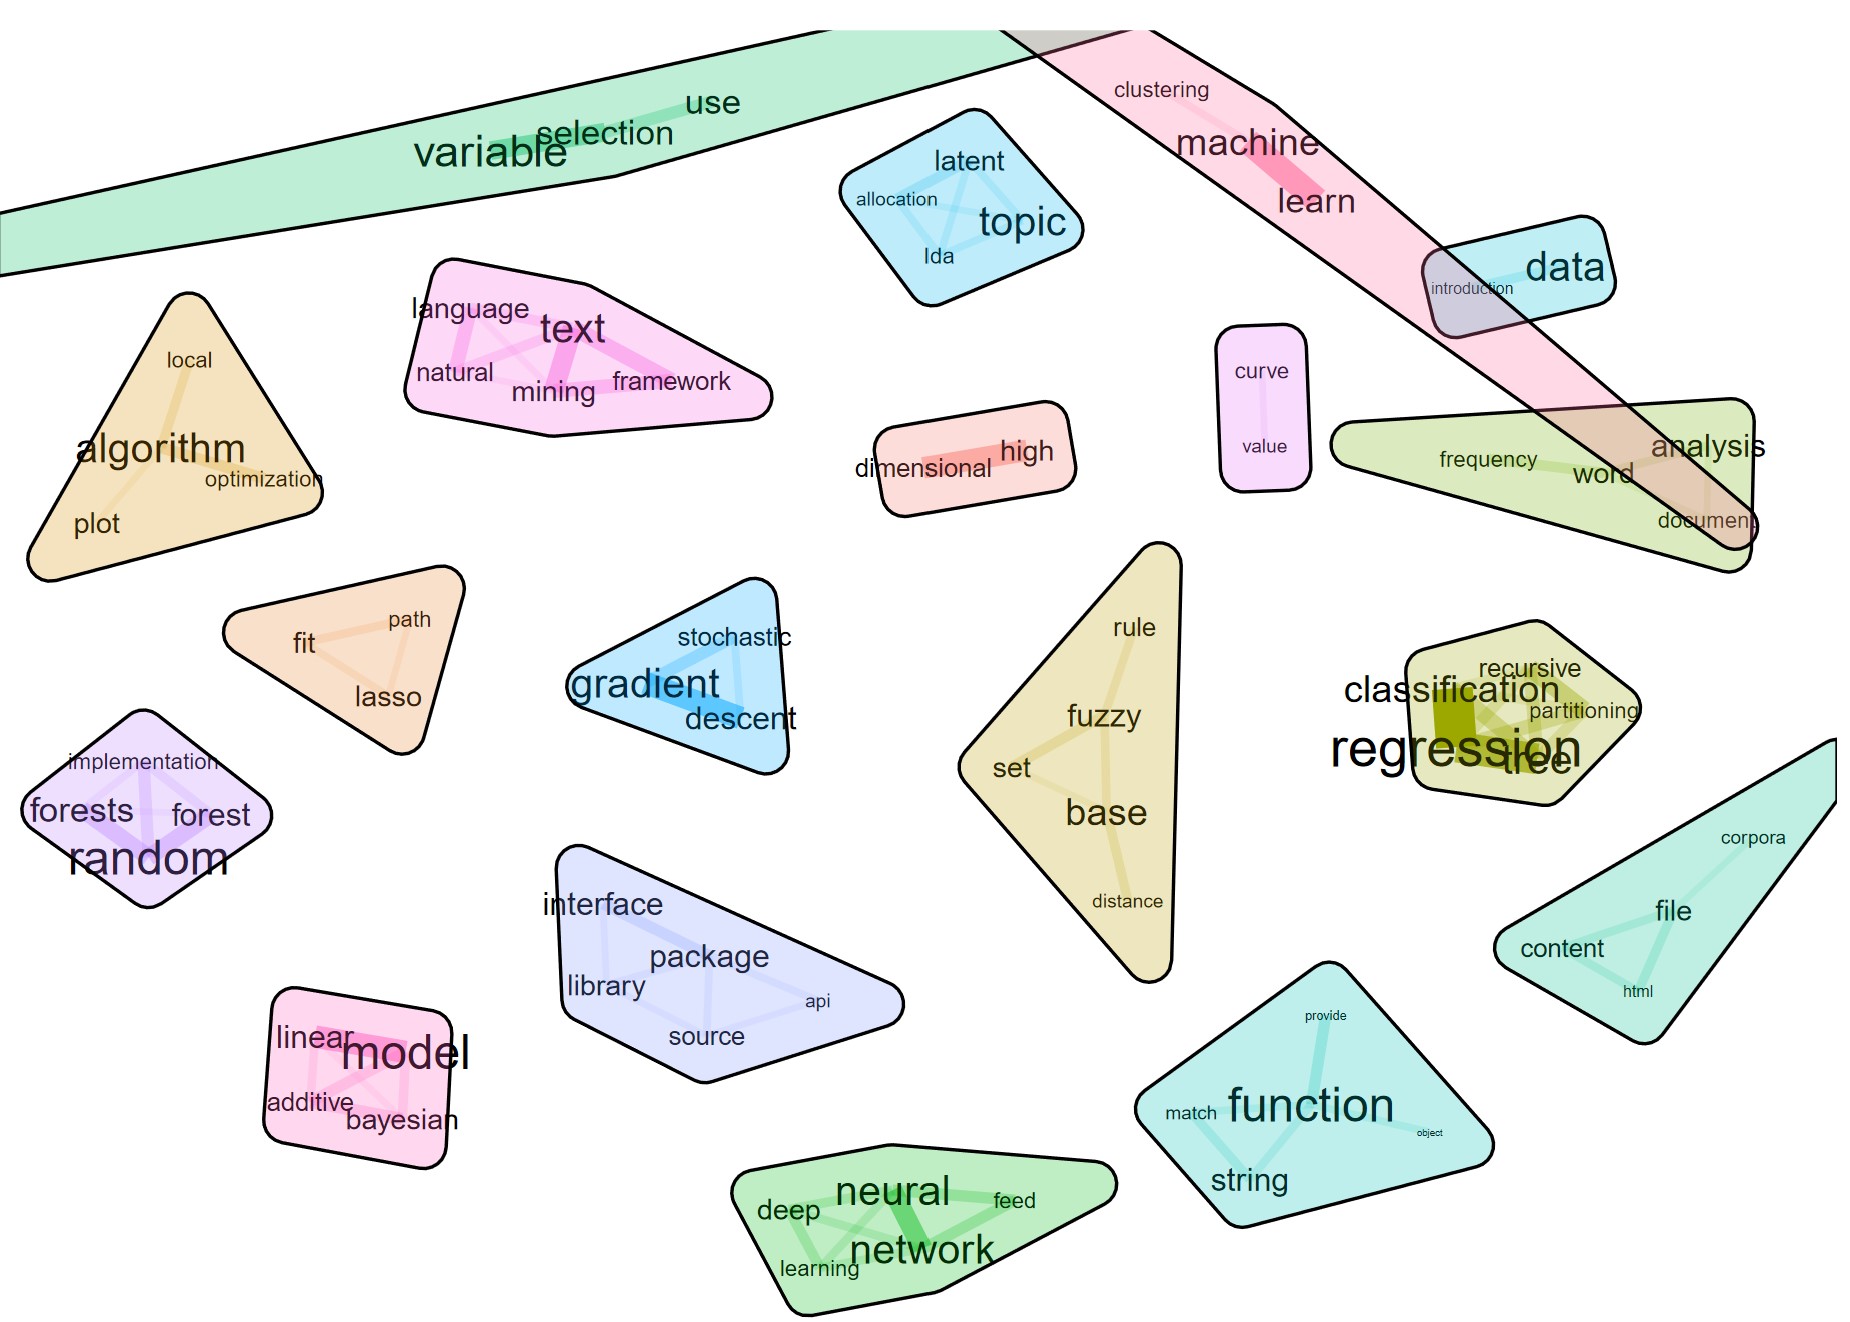 clustering
use
selection
variable
machine
latent
allocation
topic
learn
lda
data
introduction
language
text
natural
mining
framework
local
algorithm
optimization
plot
dimensional
high
curve
value
frequency
word
analysis
document
path
fit
lasso
stochastic
gradient
descent
rule
fuzzy
set
base
distance
recursive
classification
partitioning
regression
tree
implementation
forests
forest
random
corpora
file
content
html
interface
package
library
api
source
linear
model
additive
bayesian
provide
match
function
object
string
neural
deep
feed
network
learning